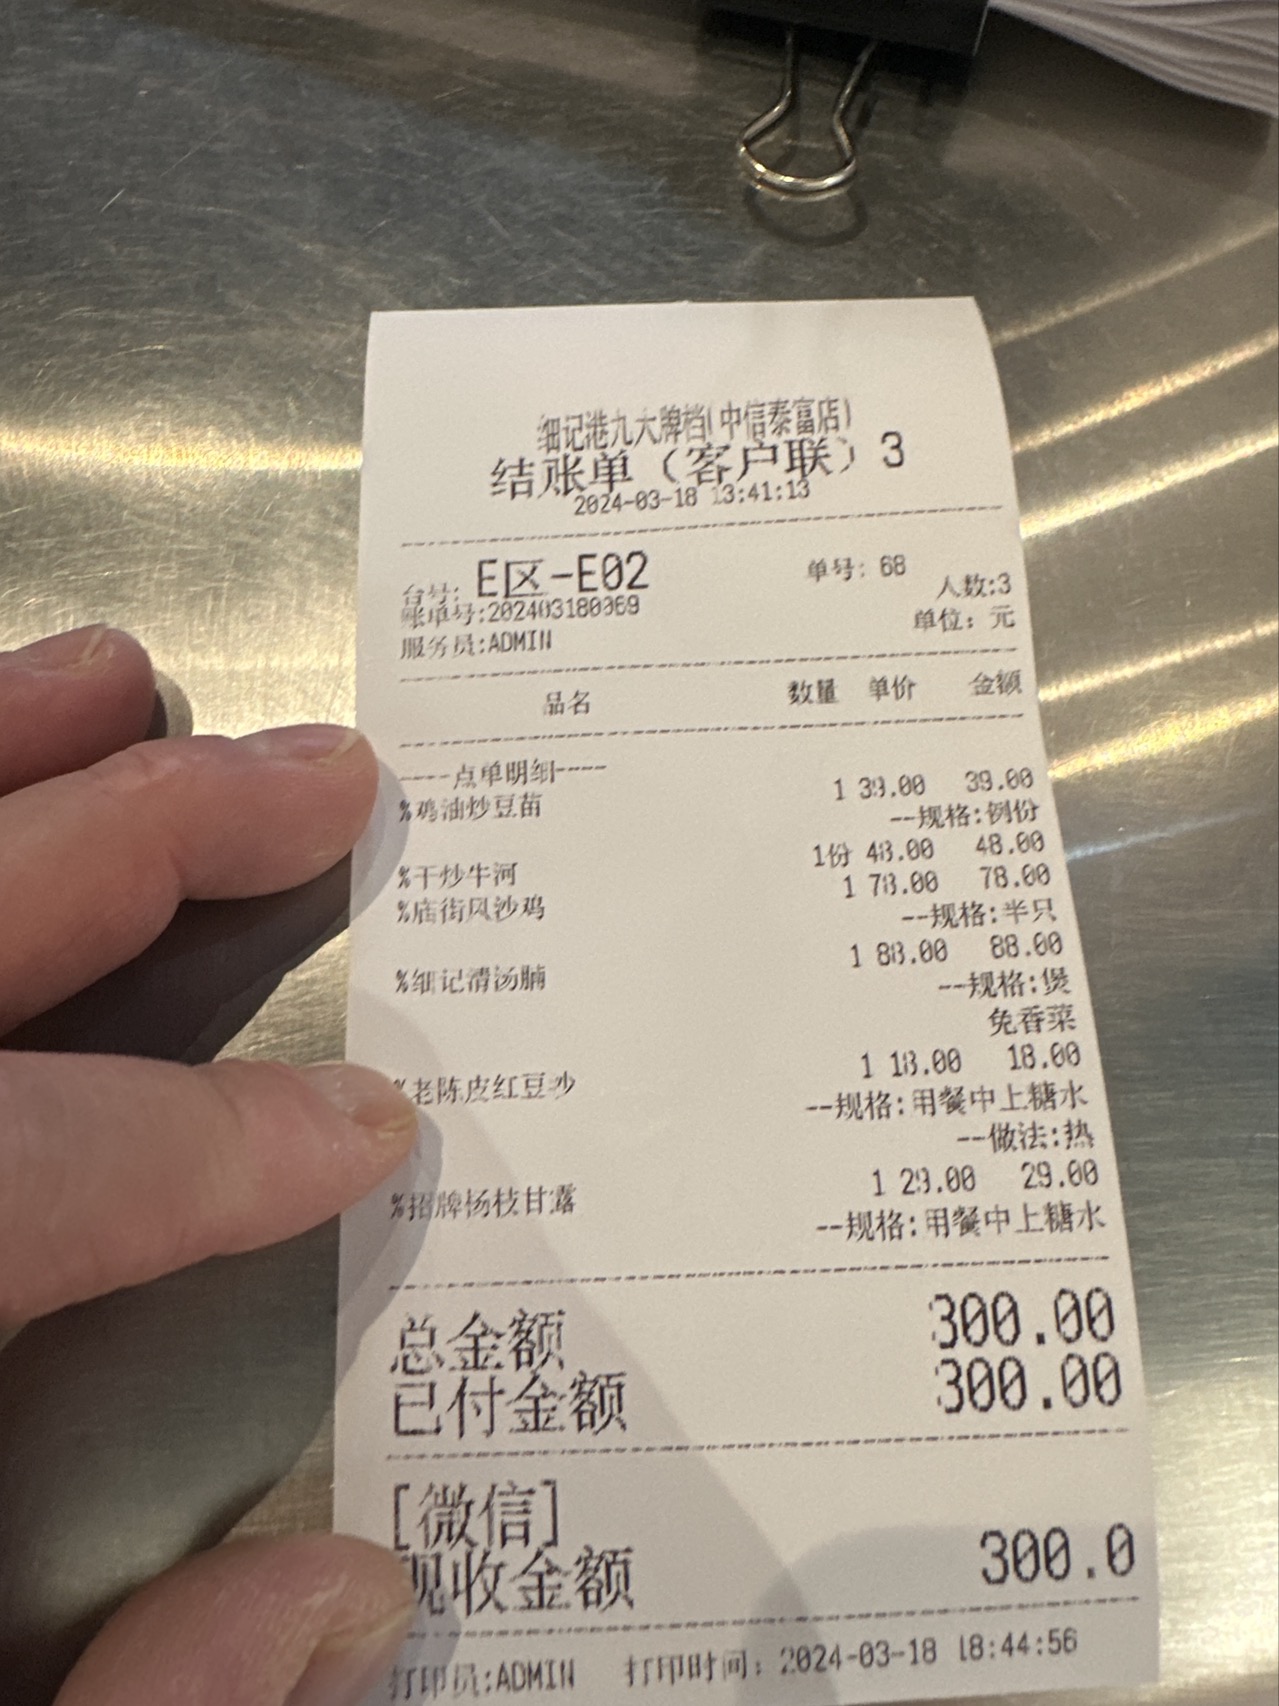 细记港九大牌档(中信泰富店)
结账单（客户联）3
2024-03-18 13:41:13
台号: E区-E02 单号: 68
账单号:202403180069 人数:3
服务员:ADMIN 单位: 元
品名 数量 单价 金额
----点单明细----
%鸡油炒豆苗 1 39.00 39.00
--规格:例份
%干炒牛河 1份 48.00 48.00
%庙街风沙鸡 1 78.00 78.00
--规格:半只
%细记清汤腩 1 88.00 88.00
--规格:煲
免香菜
%老陈皮红豆沙 1 18.00 18.00
--规格:用餐中上糖水
--做法:热
%招牌杨枝甘露 1 29.00 29.00
--规格:用餐中上糖水
总金额 300.00
已付金额 300.00
[微信]
现收金额 300.0
打印员:ADMIN 打印时间: 2024-03-18 18:44:56